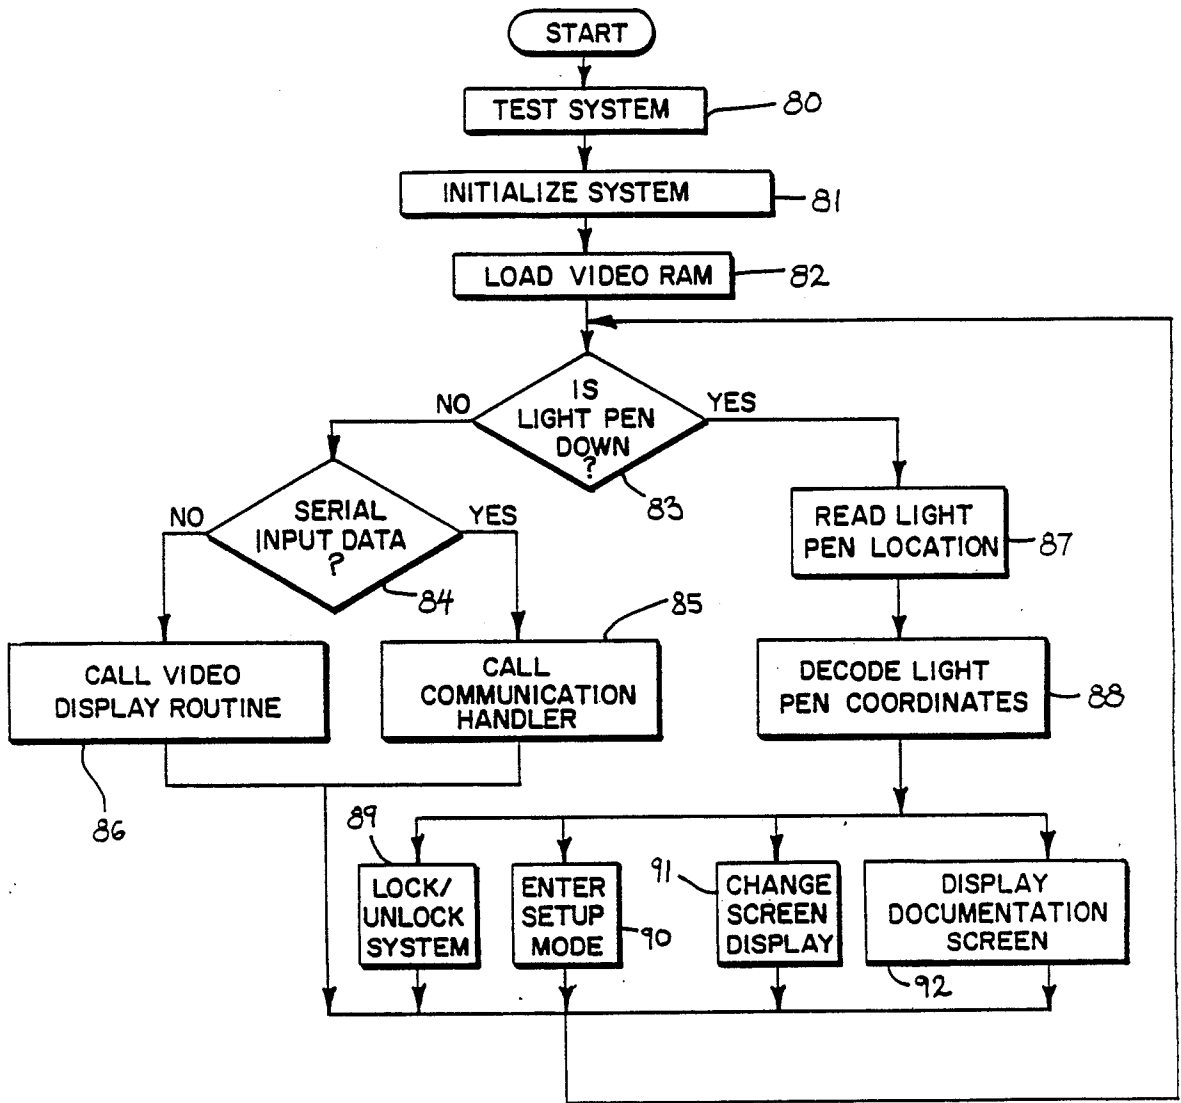 START
TEST SYSTEM
80
INITIALIZE SYSTEM
81
LOAD VIDEO RAM
82
IS
LIGHT PEN
DOWN
?
NO
YES
83
SERIAL
INPUT DATA
?
NO
YES
84
READ LIGHT
PEN LOCATION
87
CALL VIDEO
DISPLAY ROUTINE
86
CALL
COMMUNICATION
HANDLER
85
DECODE LIGHT
PEN COORDINATES
88
LOCK/
UNLOCK
SYSTEM
89
ENTER
SETUP
MODE
90
CHANGE
SCREEN
DISPLAY
91
DISPLAY
DOCUMENTATION
SCREEN
92